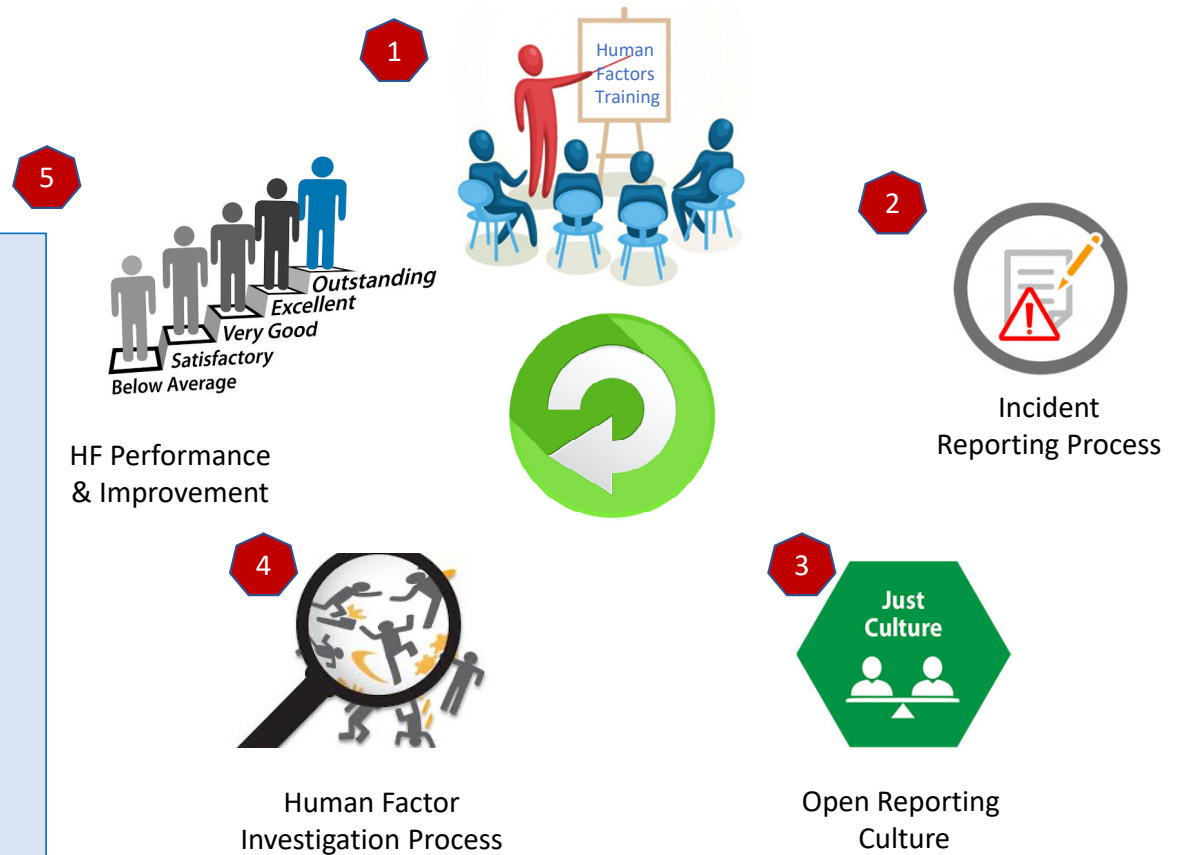 1
Human
Factors
Training
5
2
Outstanding
Excellent
Very Good
Satisfactory
Below Average
Incident
Reporting Process
HF Performance
& Improvement
4
3
Just
Culture
Human Factor
Investigation Process
Open Reporting
Culture